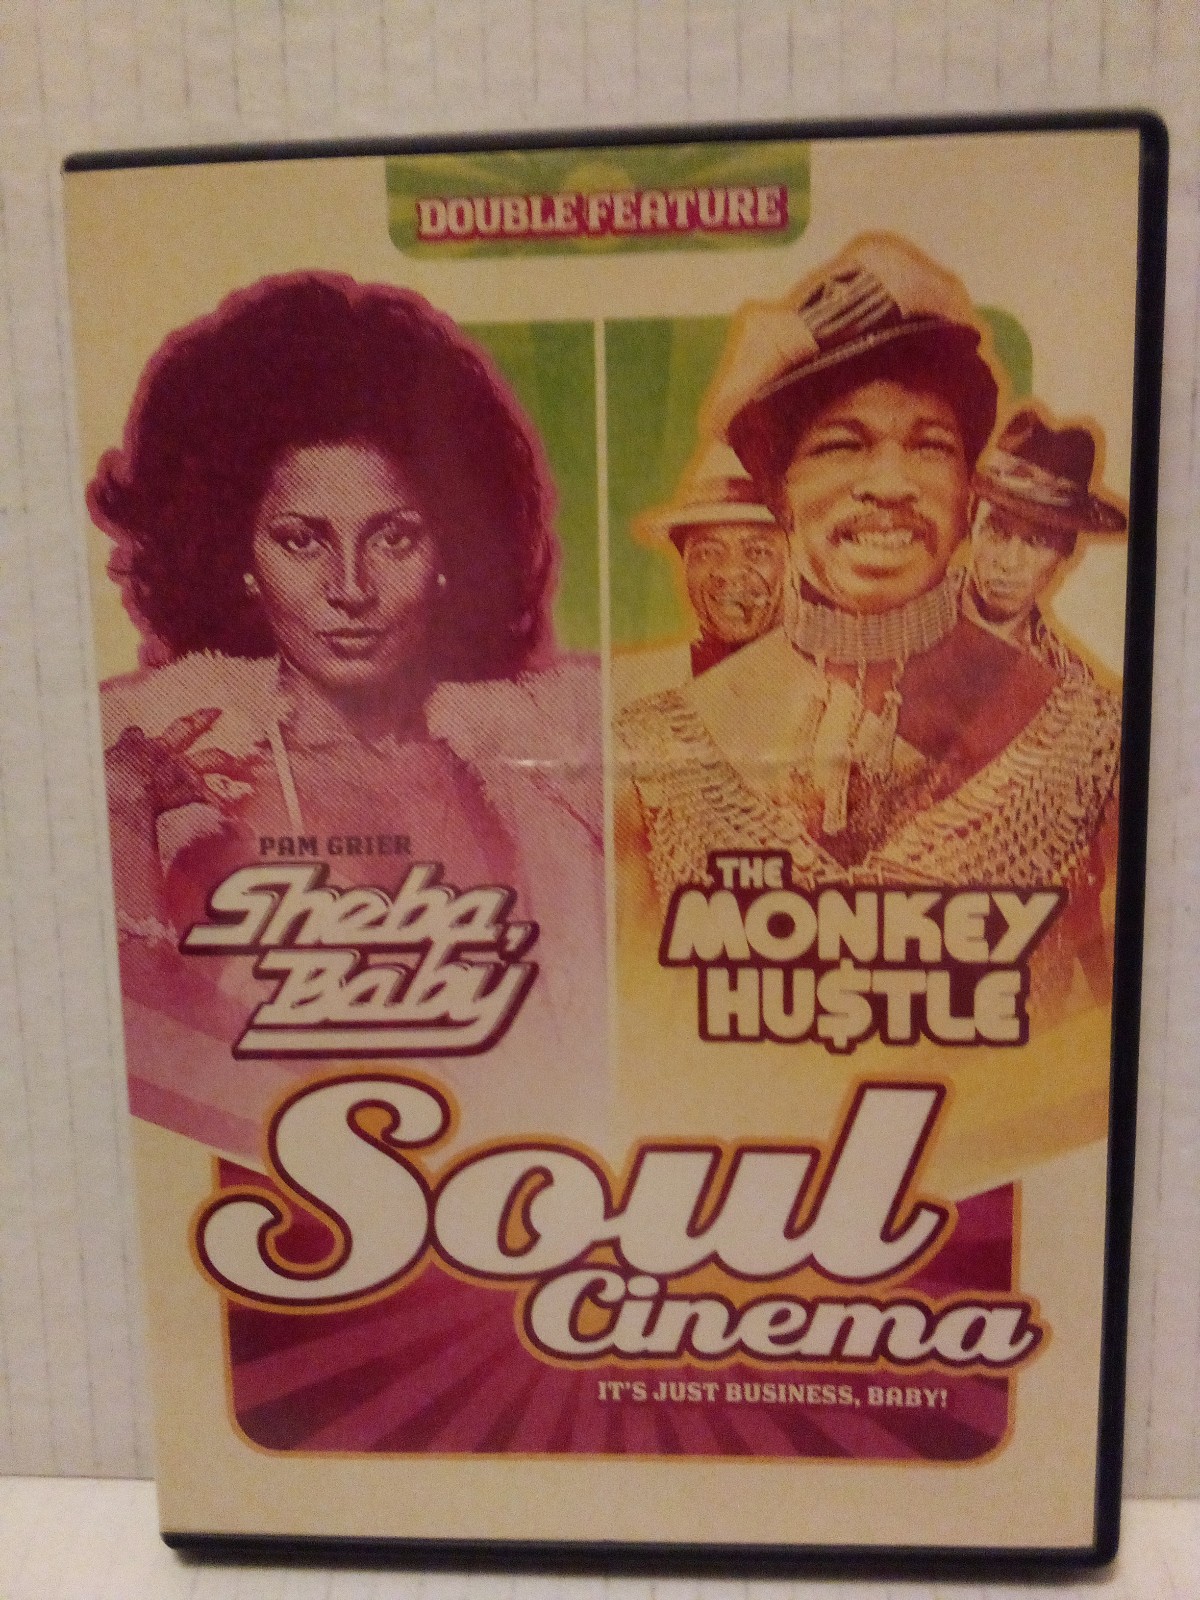 DOUBLE FEATURE
PAM GRIER
Sheba,
Baby
THE
MONKEY
HU$TLE
Soul
Cinema
IT'S JUST BUSINESS, BABY!